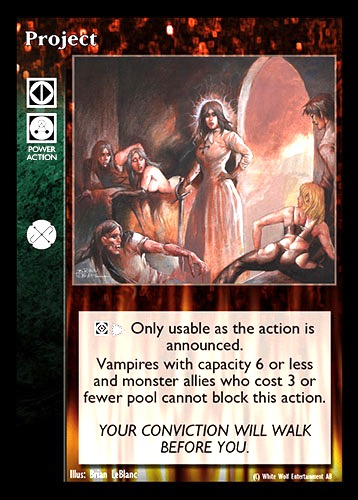 Project
POWER
ACTION
Only usable as the action is
announced.
Vampires with capacity 6 or less
and monster allies who cost 3 or
fewer pool cannot block this action.
YOUR CONVICTION WILL WALK
BEFORE YOU.
Illus: Brian LeBlanc
(C) White Wolf Entertainment AB